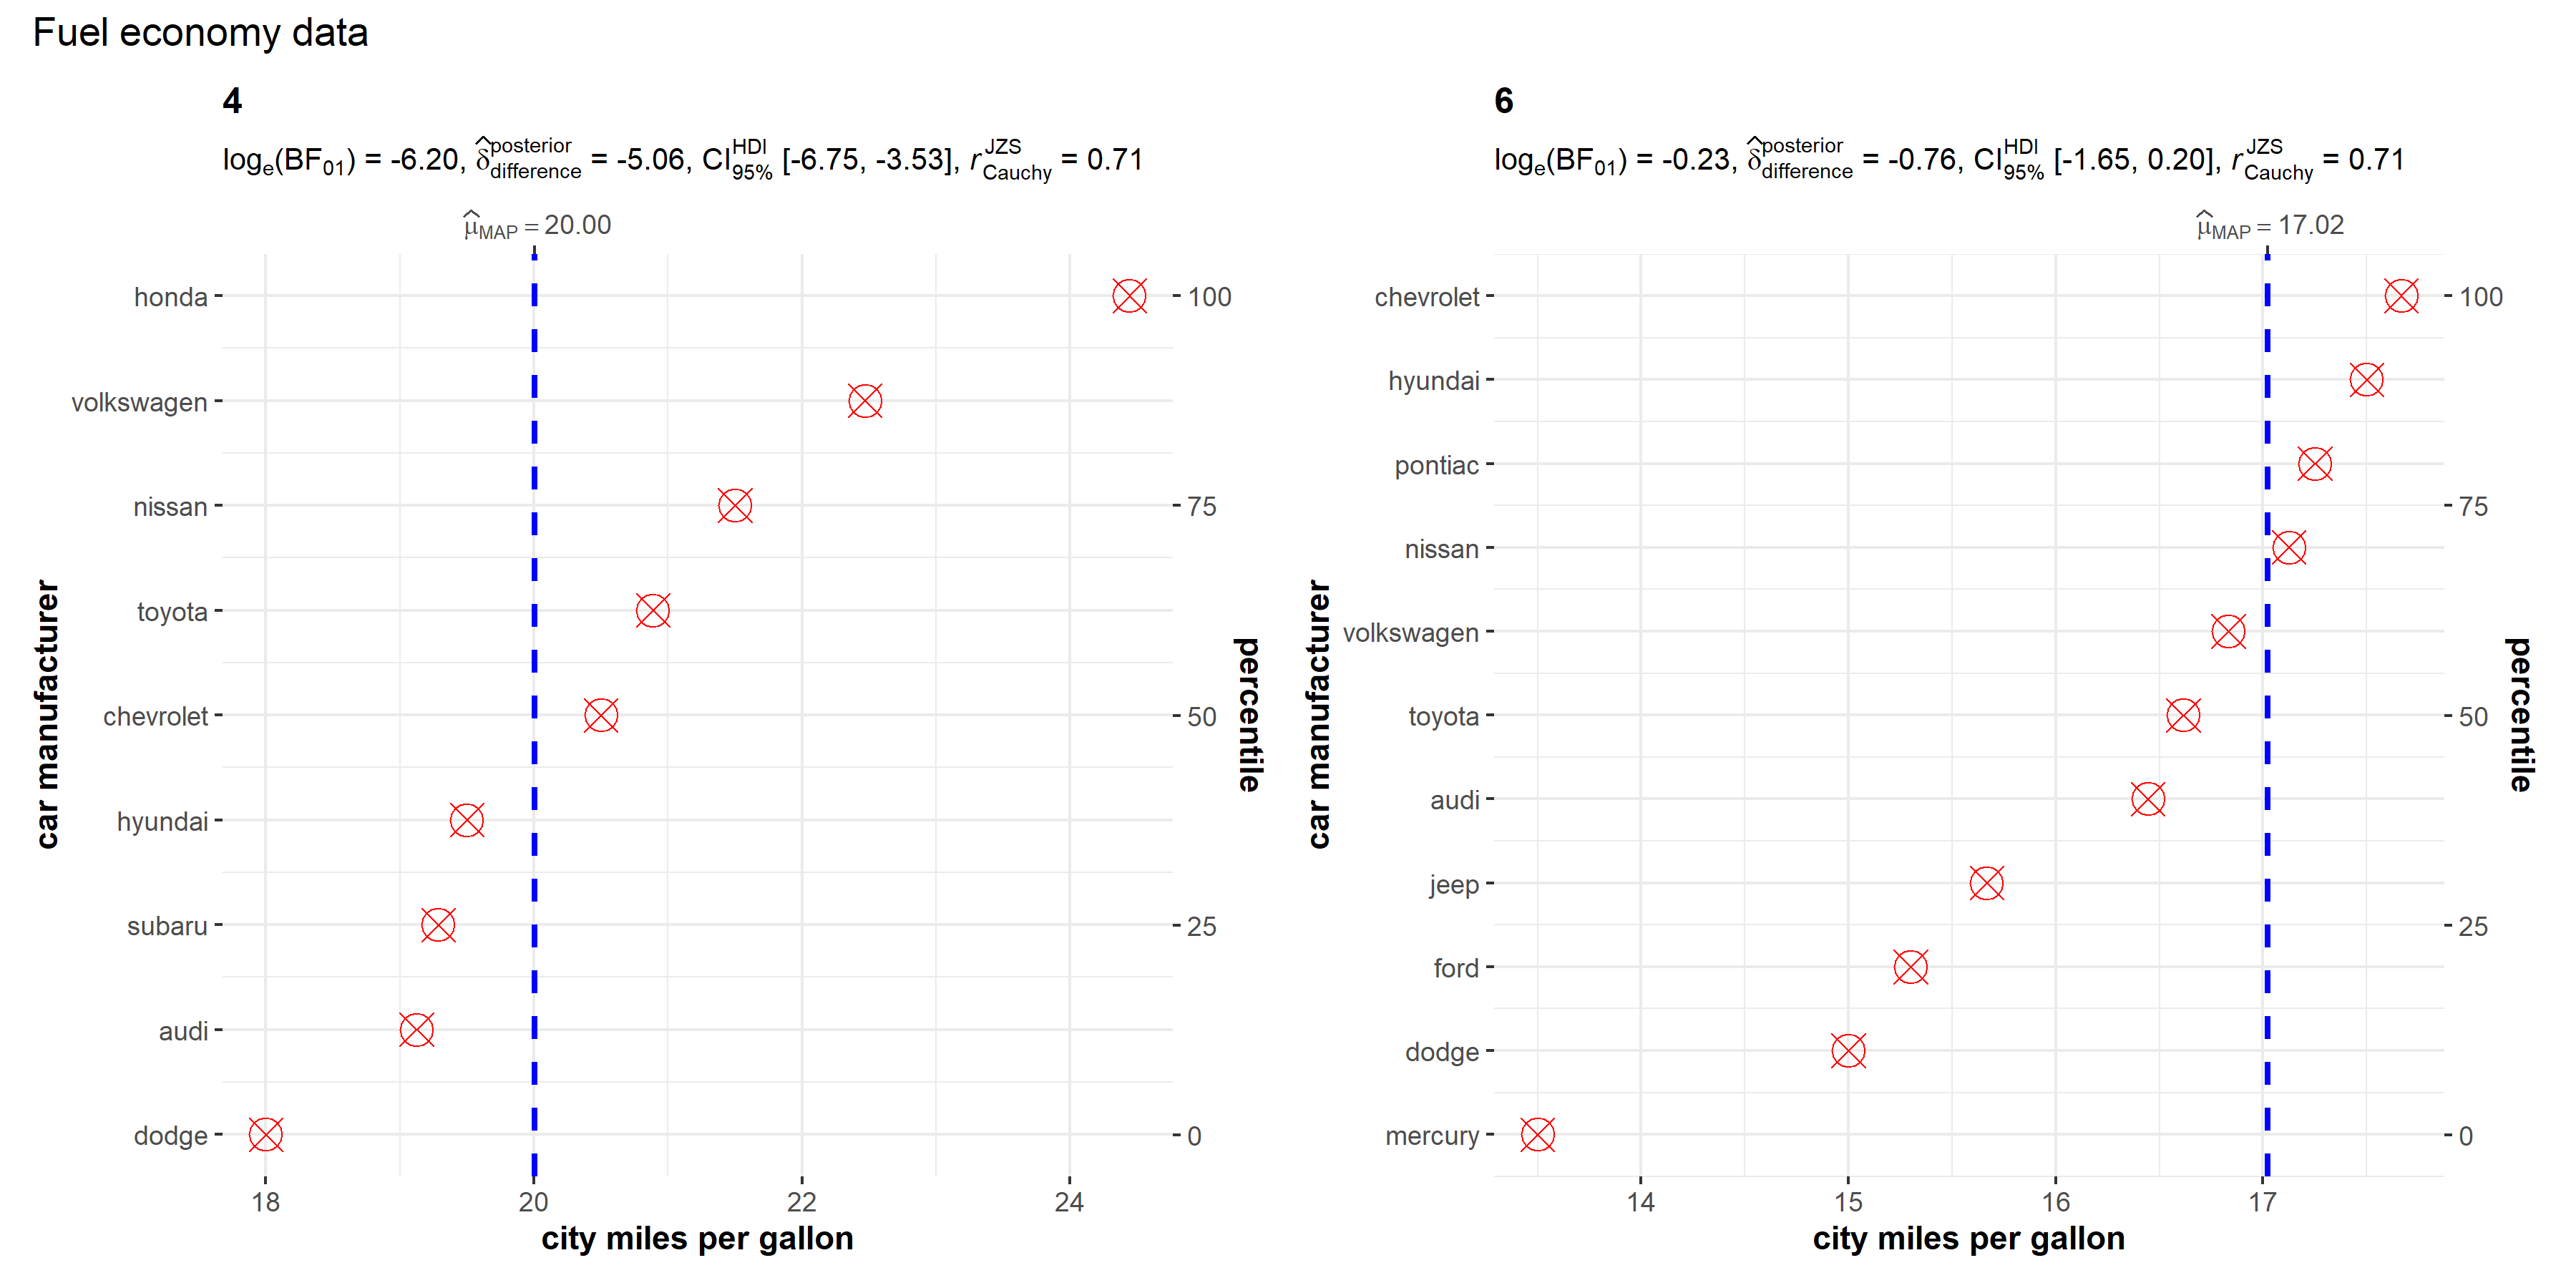 Fuel economy data
4
logₑ(BF₀₁) = -6.20, δ̂ posterior difference = -5.06, CI HDI 95% [-6.75, -3.53], r JZS Cauchy = 0.71
μ̂ MAP = 20.00
honda
volkswagen
nissan
toyota
chevrolet
hyundai
subaru
audi
dodge
car manufacturer
100
75
50
25
0
percentile
18 20 22 24
city miles per gallon
6
logₑ(BF₀₁) = -0.23, δ̂ posterior difference = -0.76, CI HDI 95% [-1.65, 0.20], r JZS Cauchy = 0.71
μ̂ MAP = 17.02
chevrolet
hyundai
pontiac
nissan
volkswagen
toyota
audi
jeep
ford
dodge
mercury
car manufacturer
100
75
50
25
0
percentile
14 15 16 17
city miles per gallon